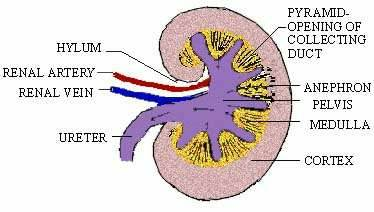 PYRAMID-
OPENING OF
COLLECTING
DUCT
HYLUM
RENAL ARTERY
RENAL VEIN
ANEPHRON
PELVIS
MEDULLA
URETER
CORTEX